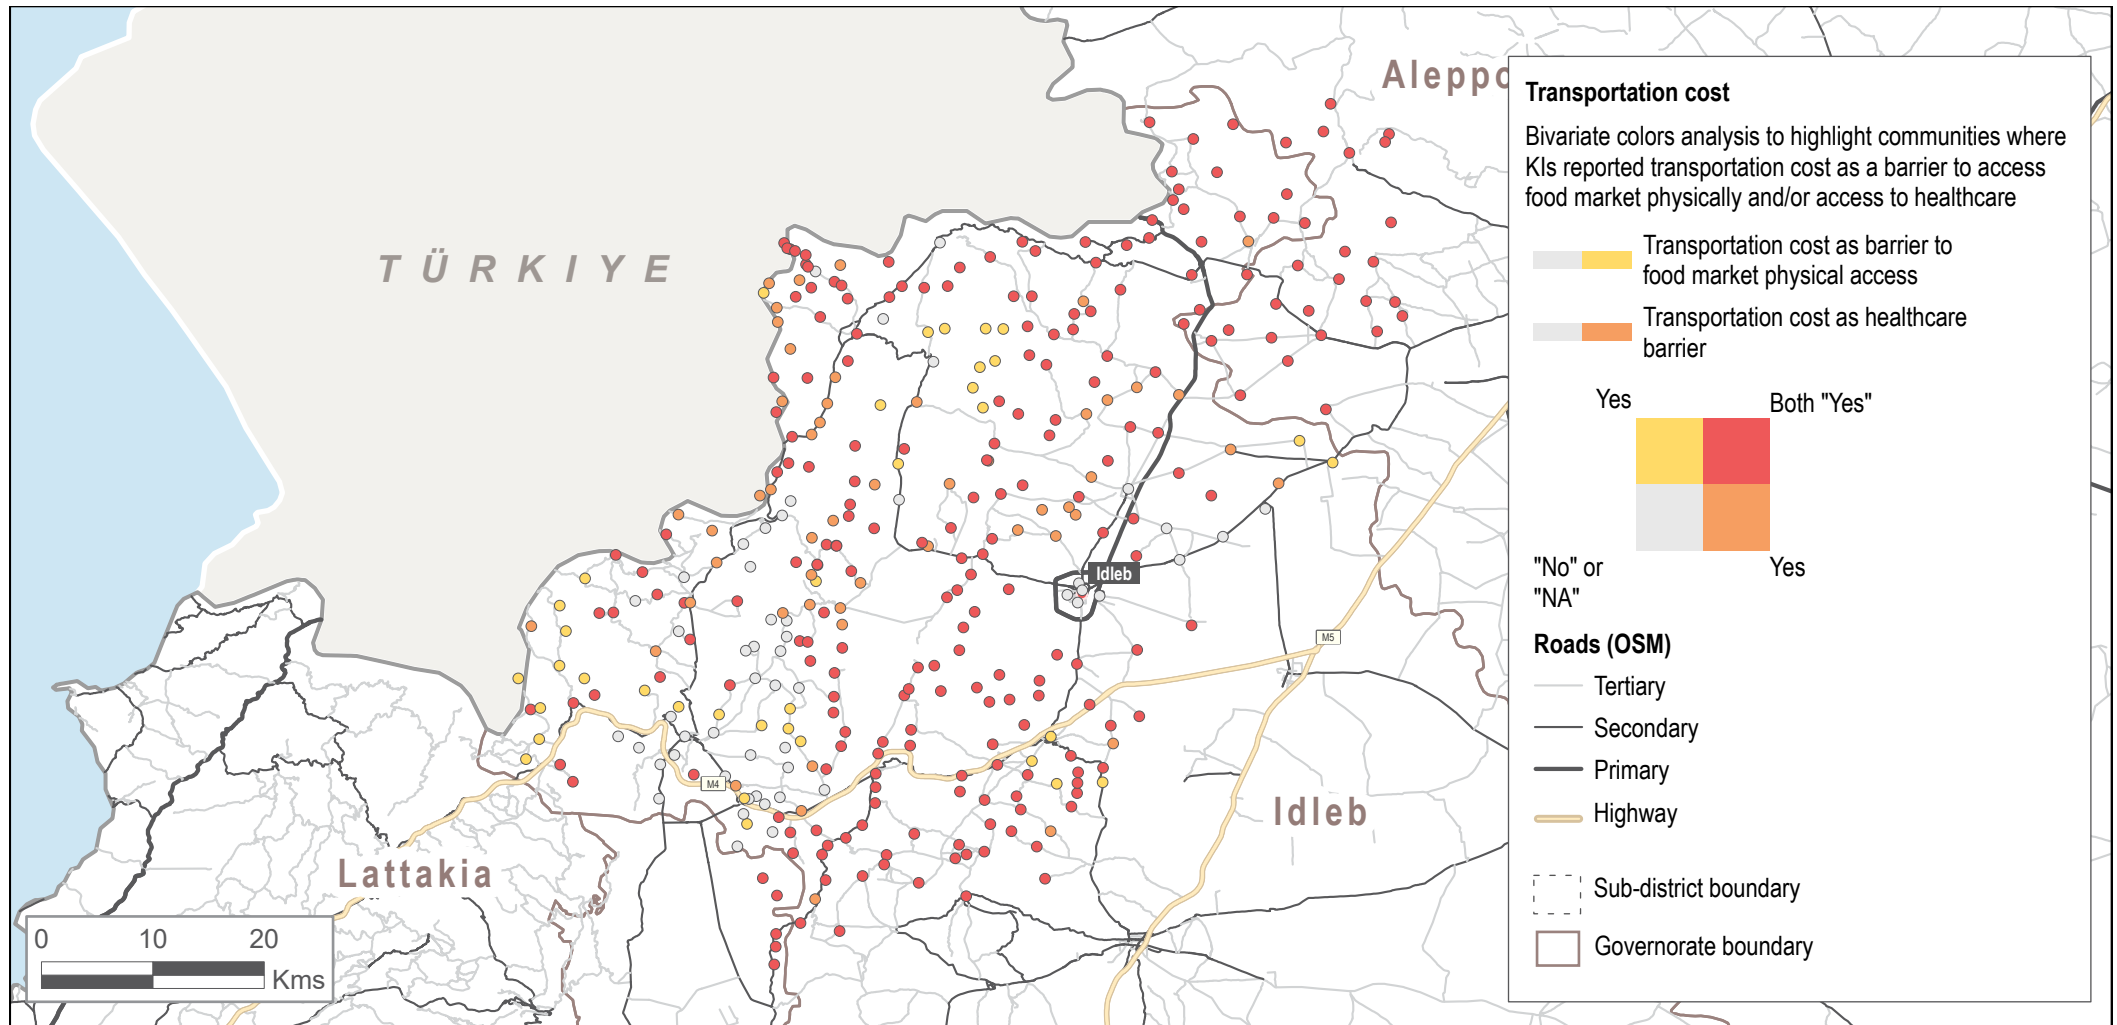 Aleppo
TÜRKIYE
Idleb
M5
M4
Idleb
Lattakia
0 10 20
Kms
Transportation cost
Bivariate colors analysis to highlight communities where
KIs reported transportation cost as a barrier to access
food market physically and/or access to healthcare
Transportation cost as barrier to
food market physical access
Transportation cost as healthcare
barrier
Yes
Both "Yes"
"No" or
"NA"
Yes
Roads (OSM)
Tertiary
Secondary
Primary
Highway
Sub-district boundary
Governorate boundary